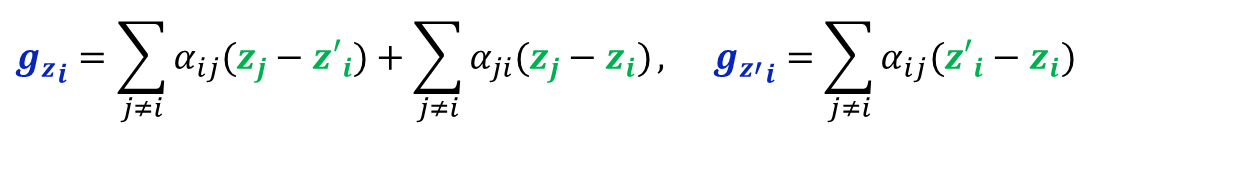 𝒈_{𝒛_𝒊} = ∑_{j≠i} α_{ij}(𝒛_𝒋 − 𝒛′_𝒊) + ∑_{j≠i} α_{ji}(𝒛_𝒋 − 𝒛_𝒊), 𝒈_{𝒛′_𝒊} = ∑_{j≠i} α_{ij}(𝒛′_𝒊 − 𝒛_𝒊)